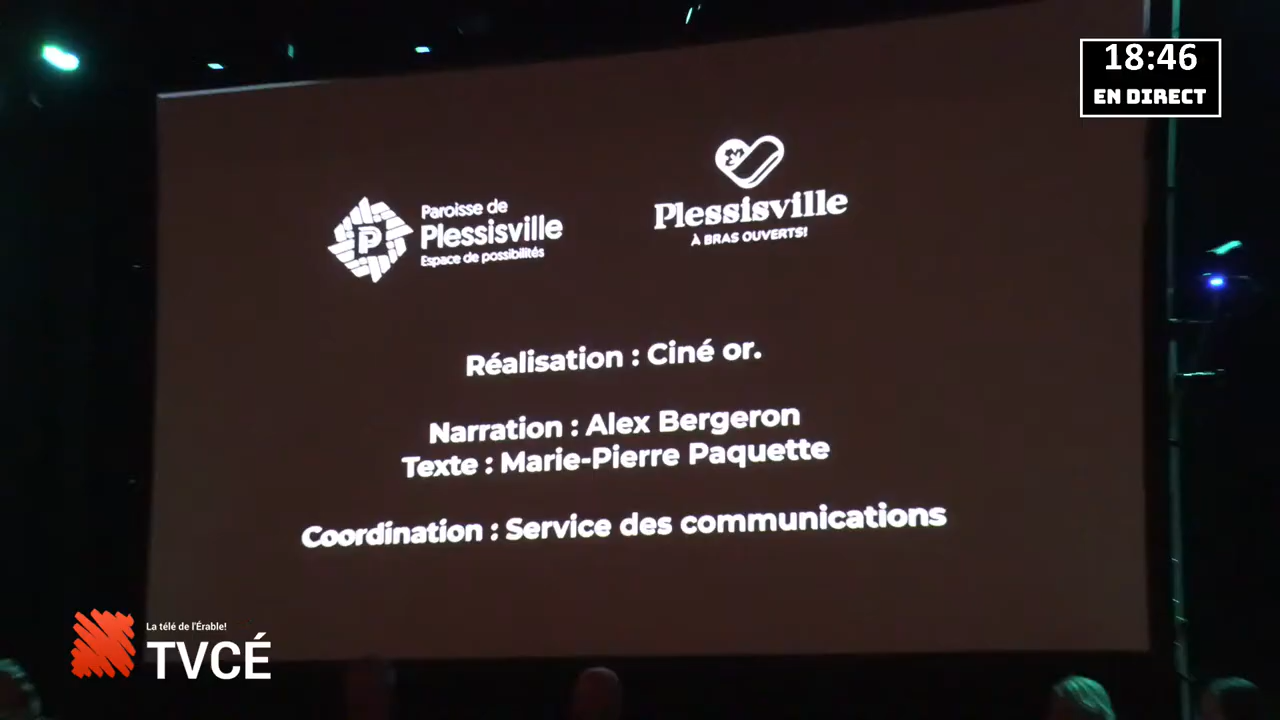 18:46
EN DIRECT
P
Paroisse de
Plessisville
Espace de possibilités
Plessisville
À BRAS OUVERTS!
Réalisation : Ciné or.
Narration : Alex Bergeron
Texte : Marie-Pierre Paquette
Coordination : Service des communications
La télé de l'Érable!
TVCÉ